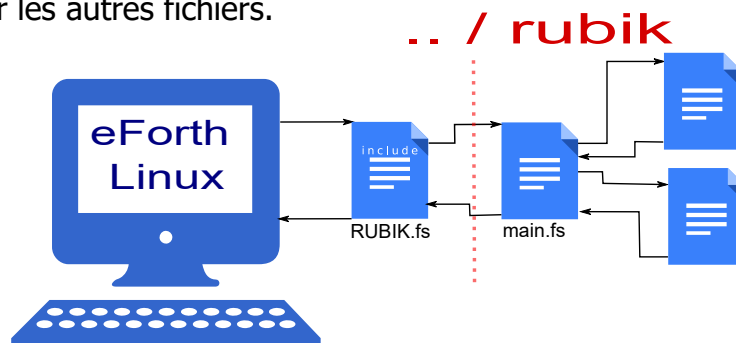 les autres fichiers.
.. / rubik
eForth
Linux
include
RUBIK.fs
main.fs